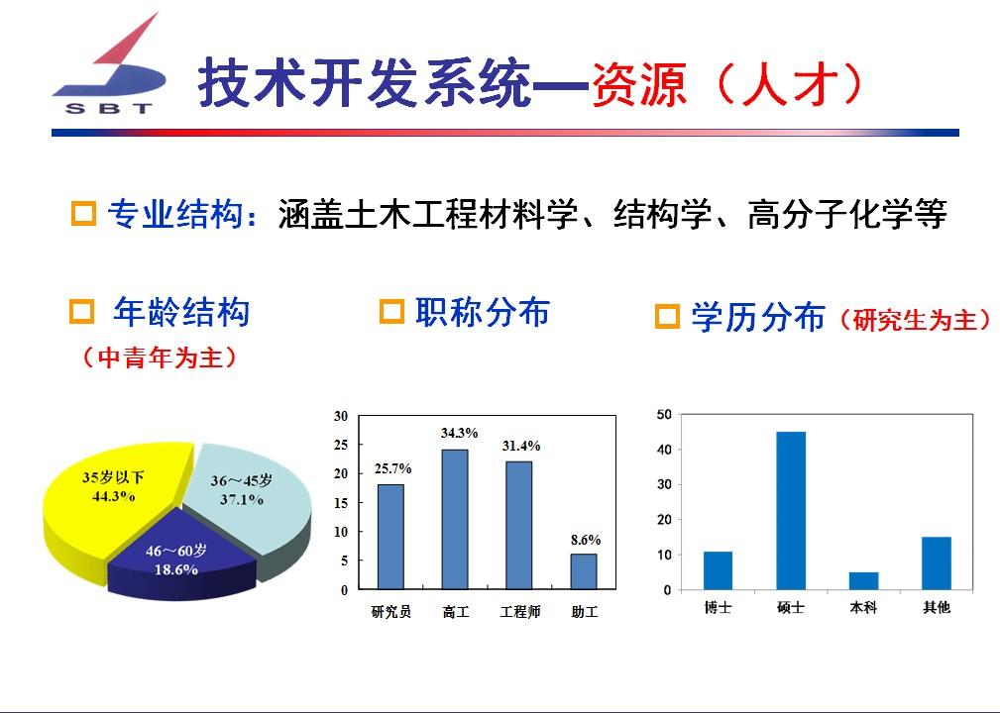 SBT
技术开发系统—资源（人才）
专业结构：涵盖土木工程材料学、结构学、高分子化学等
年龄结构
（中青年为主）
职称分布
学历分布（研究生为主）
35岁以下
44.3%
36～45岁
37.1%
46～60岁
18.6%
30
25
20
15
10
5
0
25.7%
34.3%
31.4%
8.6%
研究员 高工 工程师 助工
50
40
30
20
10
0
博士 硕士 本科 其他